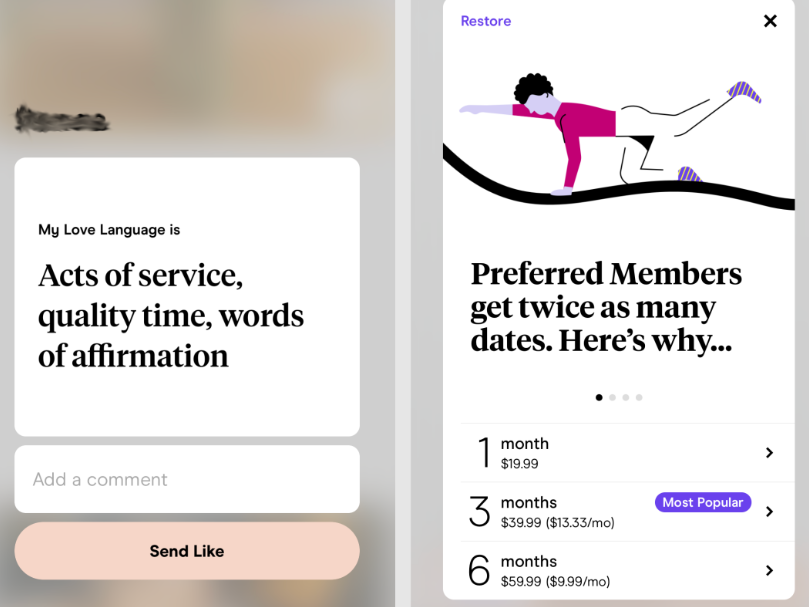 My Love Language is
Acts of service,
quality time, words
of affirmation
Add a comment
Send Like
Restore
Preferred Members
get twice as many
dates. Here’s why...
1 month
$19.99
3 months
Most Popular
$39.99 ($13.33/mo)
6 months
$59.99 ($9.99/mo)